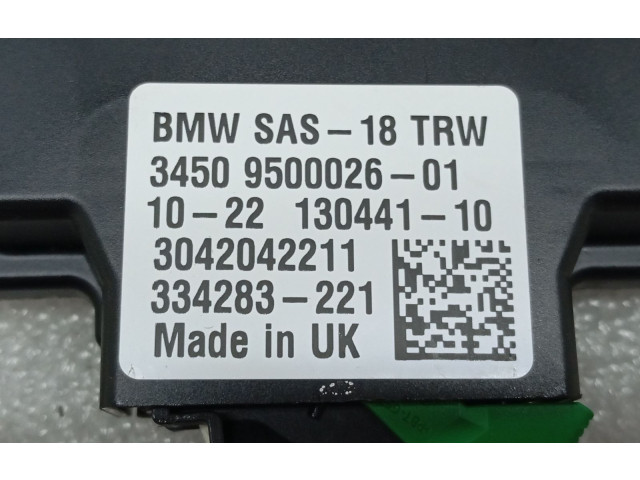 BMW SAS-18 TRW
3450 9500026-01
10-22 130441-10
3042042211
334283-221
Made in UK